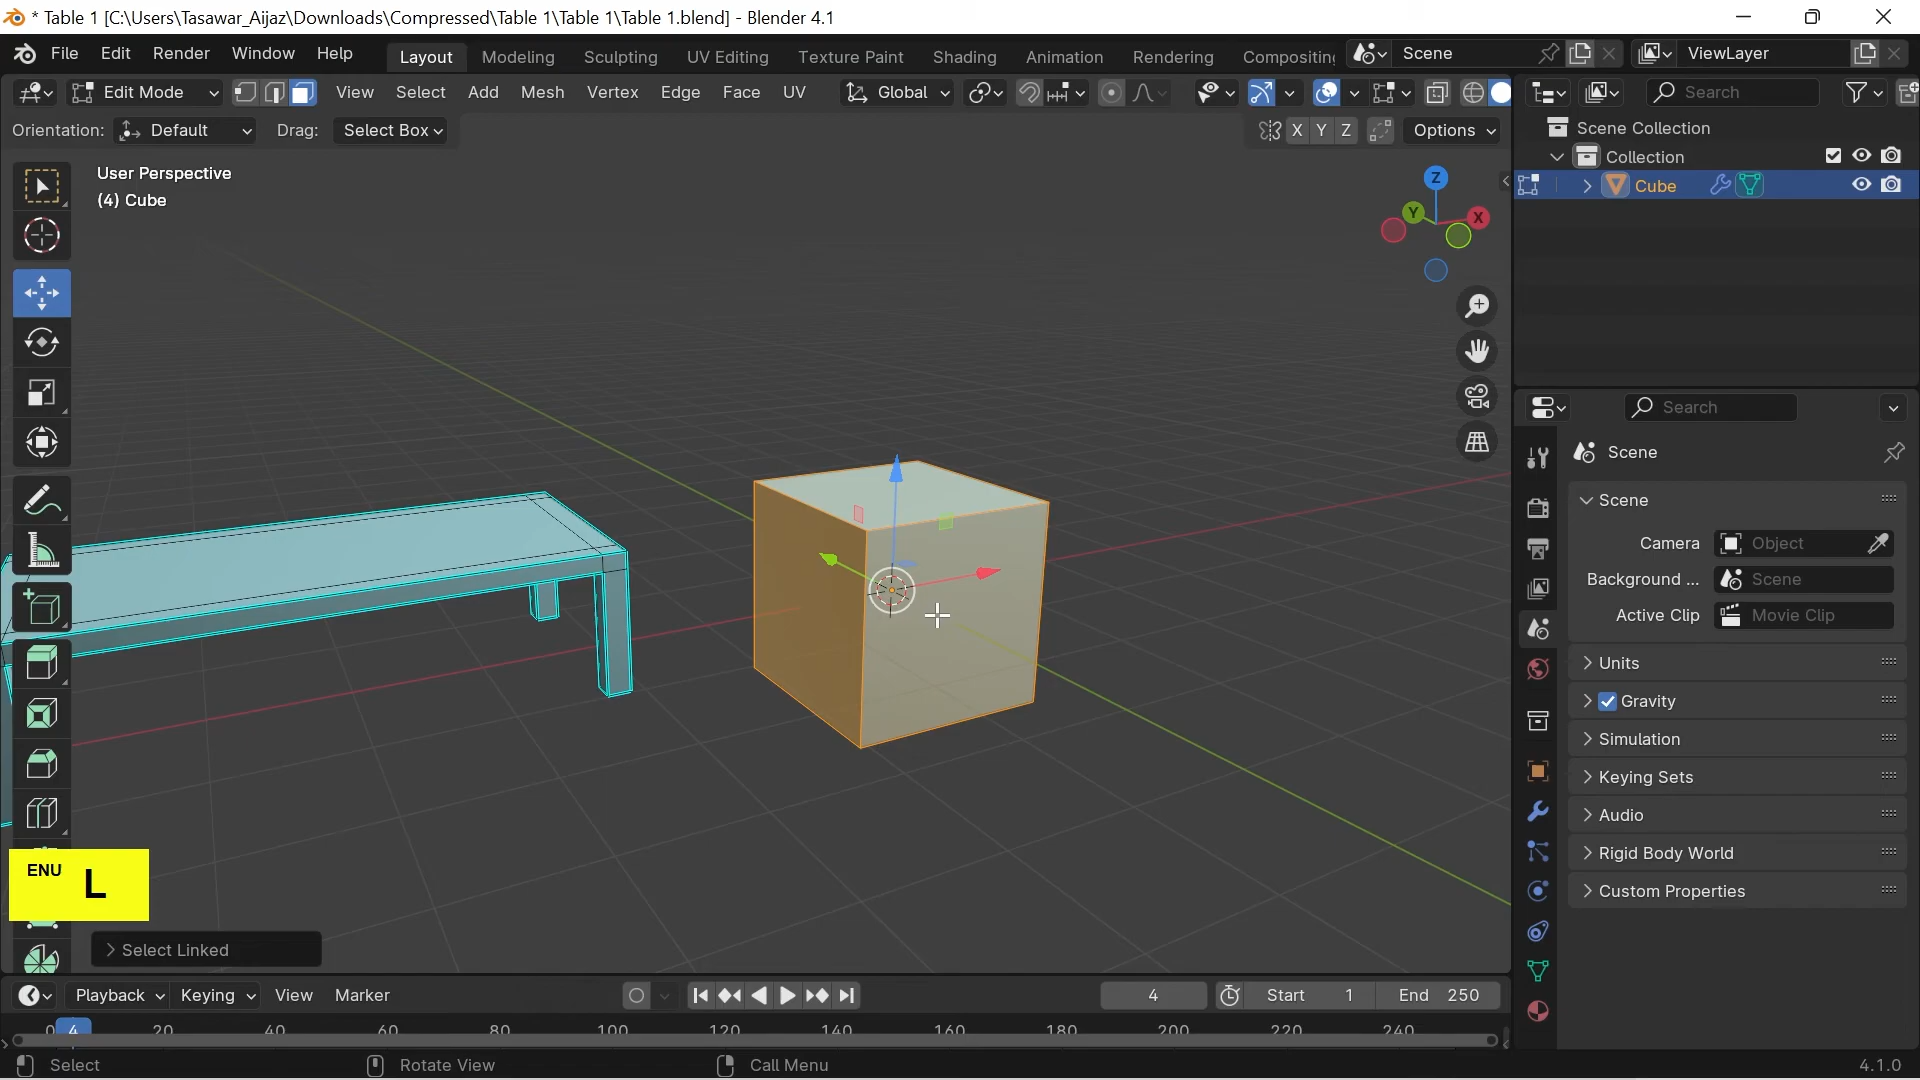 * Table 1 [C:\Users\Tasawar_Aijaz\Downloads\Compressed\Table 1\Table 1\Table 1.blend] - Blender 4.1
File Edit Render Window Help Layout Modeling Sculpting UV Editing Texture Paint Shading Animation Rendering Compositing Scene ViewLayer
Edit Mode View Select Add Mesh Vertex Edge Face UV Global Search
Orientation: Default Drag: Select Box X Y Z Options
Scene Collection
Collection
Cube
User Perspective
(4) Cube
Z
Y
X
Search
Scene
Scene
Camera Object
Background ... Scene
Active Clip Movie Clip
Units
Gravity
Simulation
Keying Sets
Audio
Rigid Body World
Custom Properties
ENU L
Select Linked
Playback Keying View Marker 4 Start 1 End 250
0 4 20 40 60 80 100 120 140 160 180 200 220 240
Select Rotate View Call Menu 4.1.0